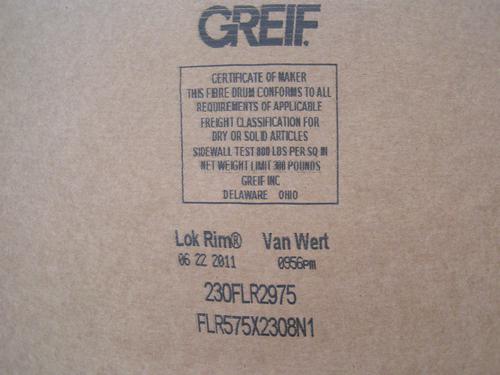 GREIF.
CERTIFICATE OF MAKER
THIS FIBRE DRUM CONFORMS TO ALL
REQUIREMENTS OF APPLICABLE
FREIGHT CLASSIFICATION FOR
DRY OR SOLID ARTICLES
SIDEWALL TEST 800 LBS PER SQ IN
NET WEIGHT LIMIT 300 POUNDS
GREIF INC
DELAWARE OHIO
Lok Rim® Van Wert
06 22 2011 0956pm
230FLR2975
FLR575X2308N1